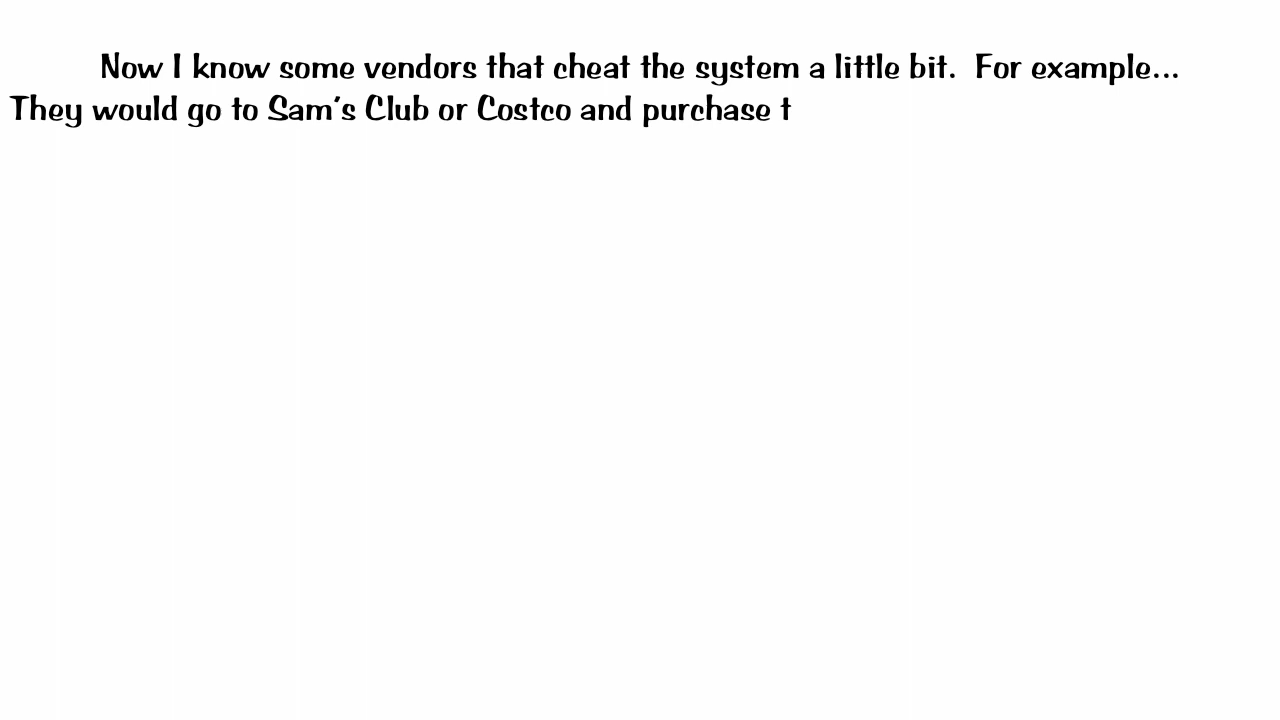 Now I know some vendors that cheat the system a little bit.  For example...
They would go to Sam's Club or Costco and purchase t